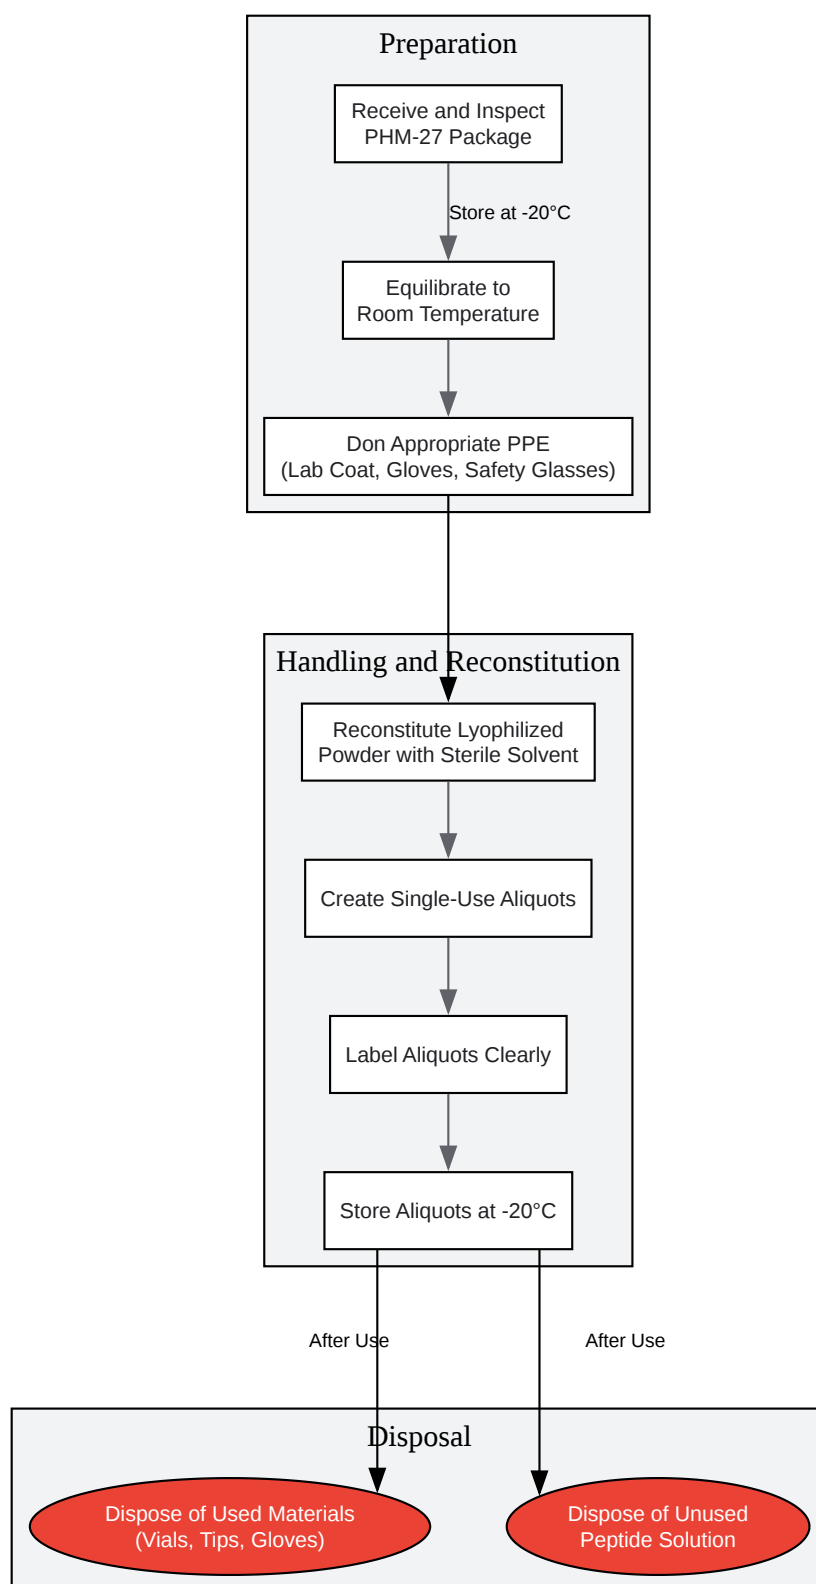 Preparation
Receive and Inspect
PHM-27 Package
Store at -20°C
Equilibrate to
Room Temperature
Don Appropriate PPE
(Lab Coat, Gloves, Safety Glasses)
Handling and Reconstitution
Reconstitute Lyophilized
Powder with Sterile Solvent
Create Single-Use Aliquots
Label Aliquots Clearly
Store Aliquots at -20°C
After Use
After Use
Disposal
Dispose of Used Materials
(Vials, Tips, Gloves)
Dispose of Unused
Peptide Solution